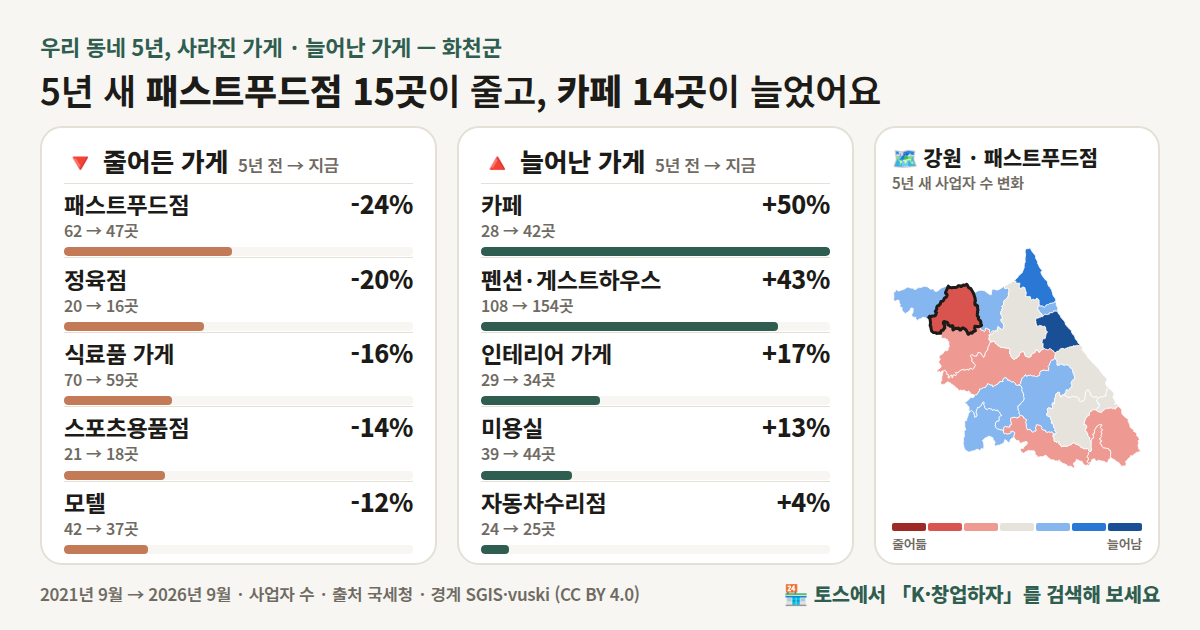 우리 동네 5년, 사라진 가게 · 늘어난 가게 — 화천군
5년 새 패스트푸드점 15곳이 줄고, 카페 14곳이 늘었어요
줄어든 가게 5년 전 → 지금
패스트푸드점 -24%
62 → 47곳
정육점 -20%
20 → 16곳
식료품 가게 -16%
70 → 59곳
스포츠용품점 -14%
21 → 18곳
모텔 -12%
42 → 37곳
늘어난 가게 5년 전 → 지금
카페 +50%
28 → 42곳
펜션·게스트하우스 +43%
108 → 154곳
인테리어 가게 +17%
29 → 34곳
미용실 +13%
39 → 44곳
자동차수리점 +4%
24 → 25곳
강원 · 패스트푸드점
5년 새 사업자 수 변화
줄어듦 늘어남
2021년 9월 → 2026년 9월 · 사업자 수 · 출처 국세청 · 경계 SGIS·vuski (CC BY 4.0)
토스에서 「K·창업하자」를 검색해 보세요